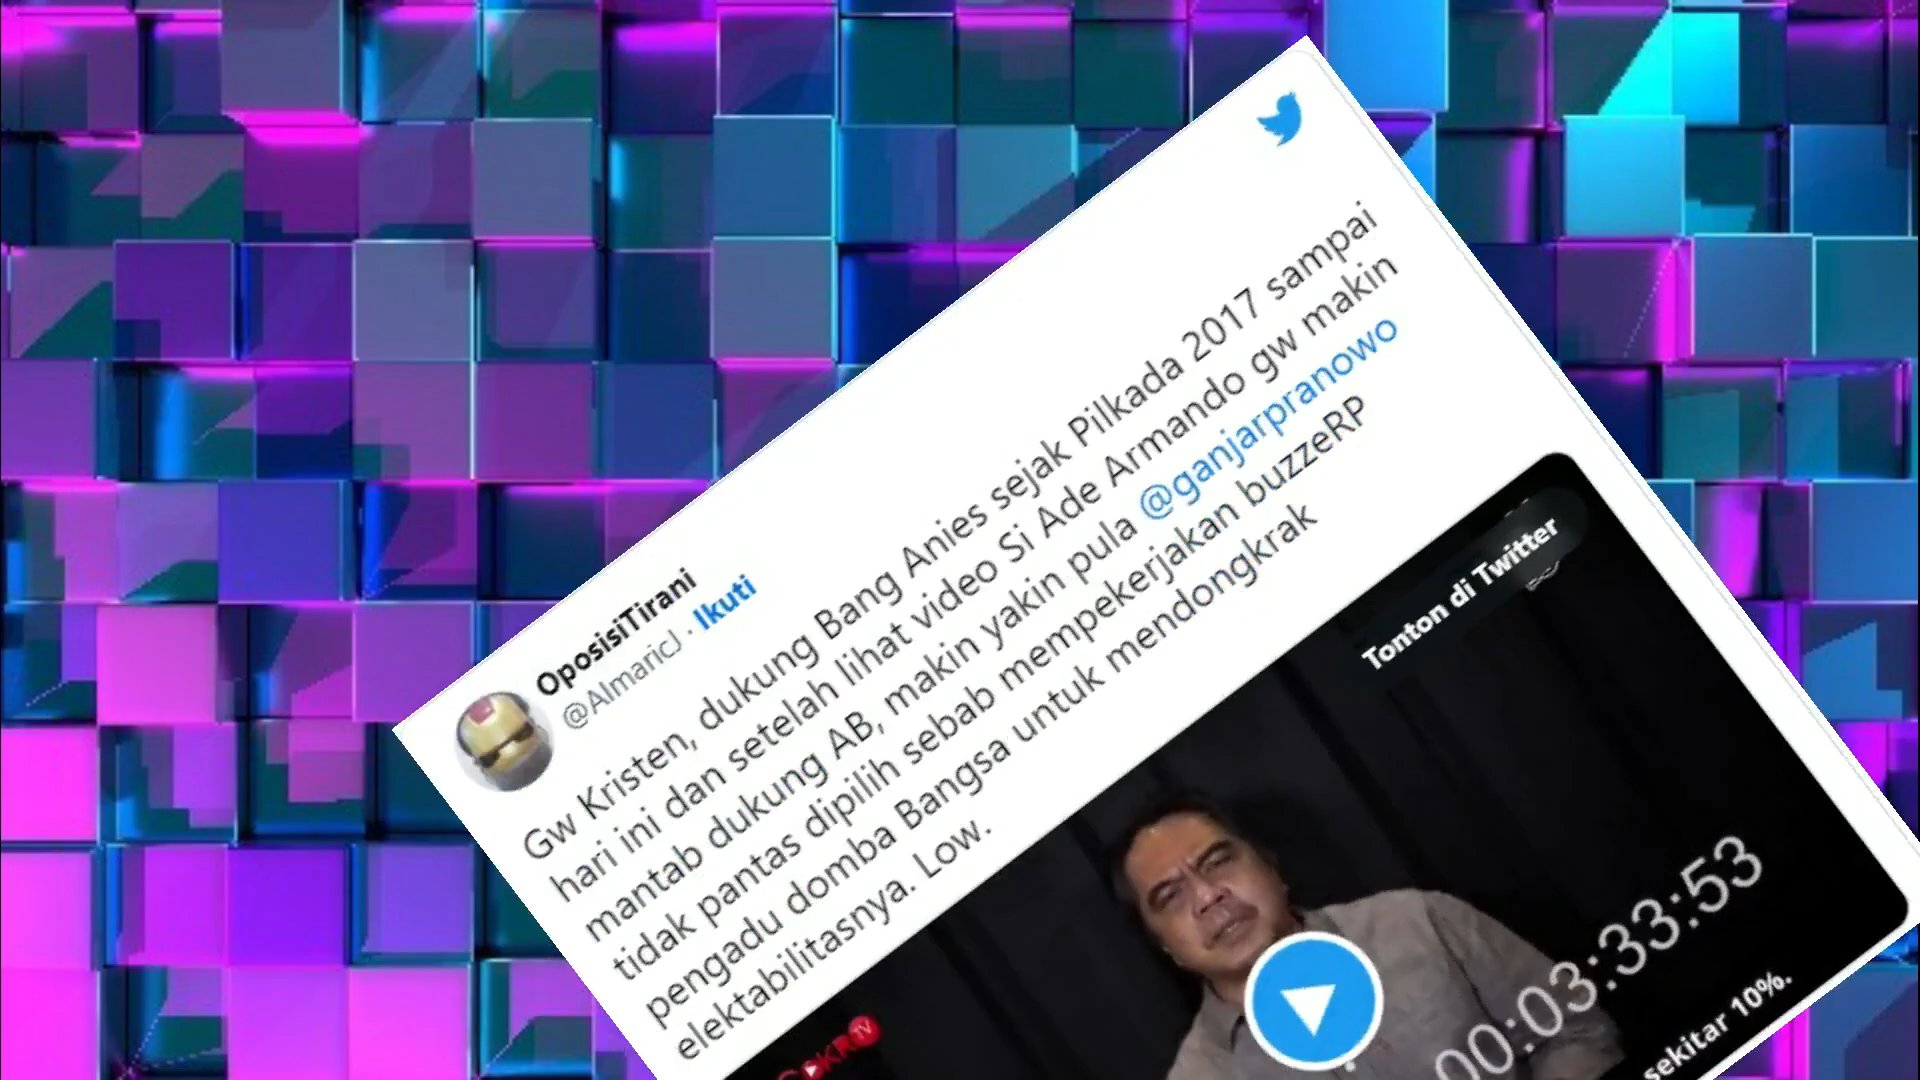 OposisiTirani
@AlmaricJ · Ikuti
Gw Kristen, dukung Bang Anies sejak Pilkada 2017 sampai
hari ini dan setelah lihat video Si Ade Armando gw makin
mantab dukung AB, makin yakin pula @ganjarpranowo
tidak pantas dipilih sebab mempekerjakan buzzeRP
pengadu domba Bangsa untuk mendongkrak
elektabilitasnya. Low.
Tonton di Twitter
00:03:33:53
sekitar 10%.